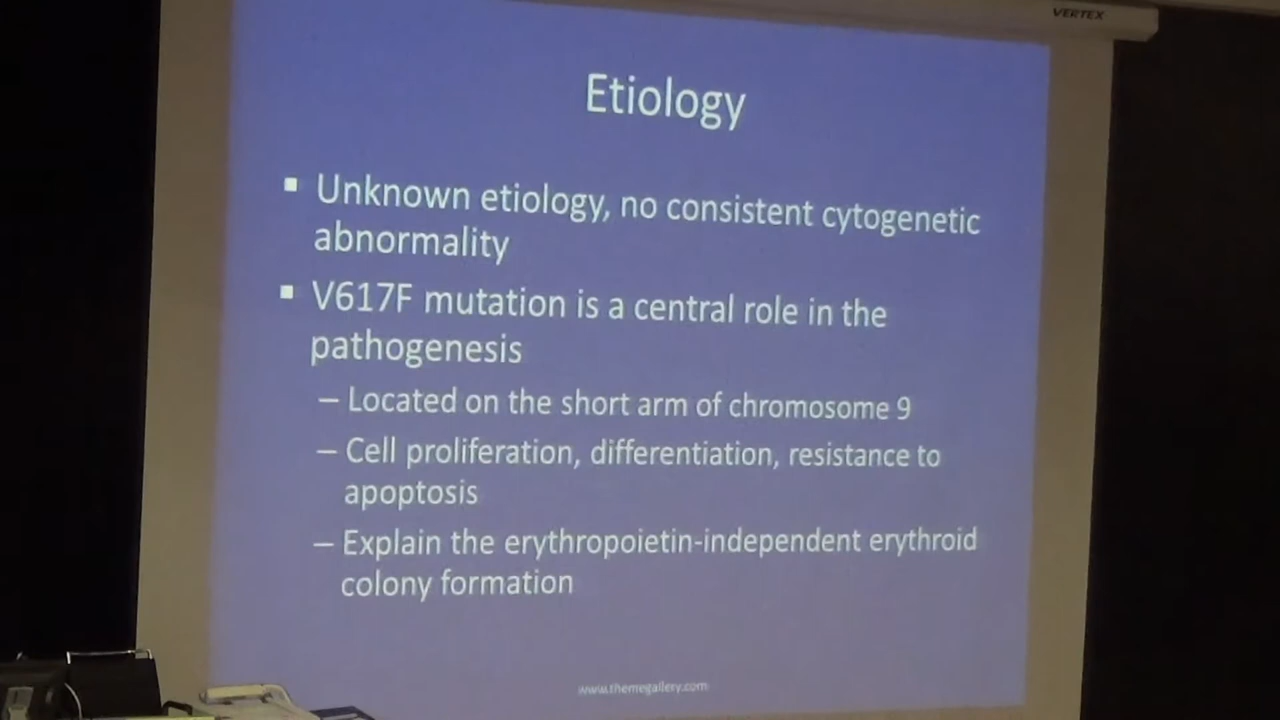 VERTEX
Etiology
▪ Unknown etiology, no consistent cytogenetic
abnormality
▪ V617F mutation is a central role in the
pathogenesis
– Located on the short arm of chromosome 9
– Cell proliferation, differentiation, resistance to
apoptosis
– Explain the erythropoietin-independent erythroid
colony formation
www.themegallery.com